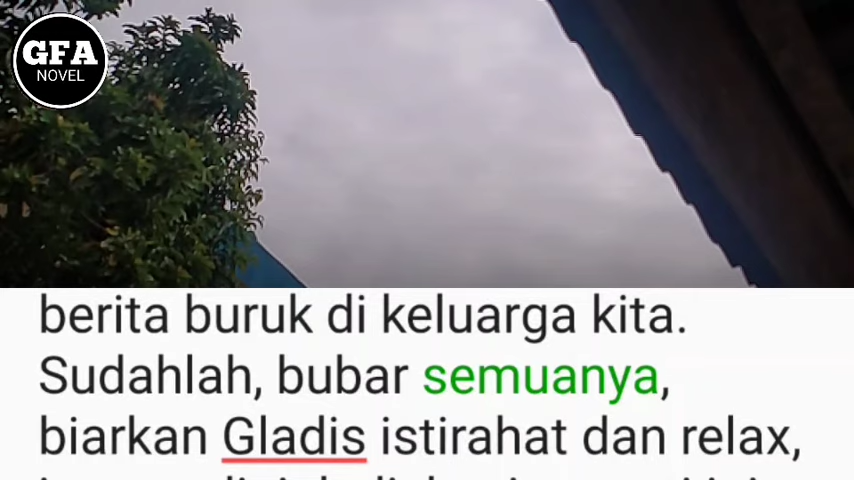 GFA
NOVEL
berita buruk di keluarga kita.
Sudahlah, bubar semuanya,
biarkan Gladis istirahat dan relax,